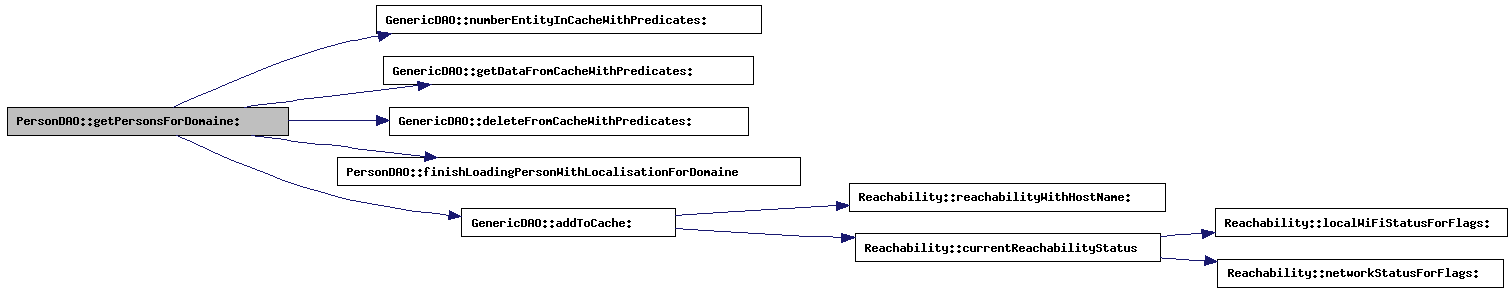 GenericDAO::numberEntityInCacheWithPredicates:
GenericDAO::getDataFromCacheWithPredicates:
PersonDAO::getPersonsForDomaine:
GenericDAO::deleteFromCacheWithPredicates:
PersonDAO::finishLoadingPersonWithLocalisationForDomaine
GenericDAO::addToCache:
Reachability::reachabilityWithHostName:
Reachability::currentReachabilityStatus
Reachability::localWiFiStatusForFlags:
Reachability::networkStatusForFlags: